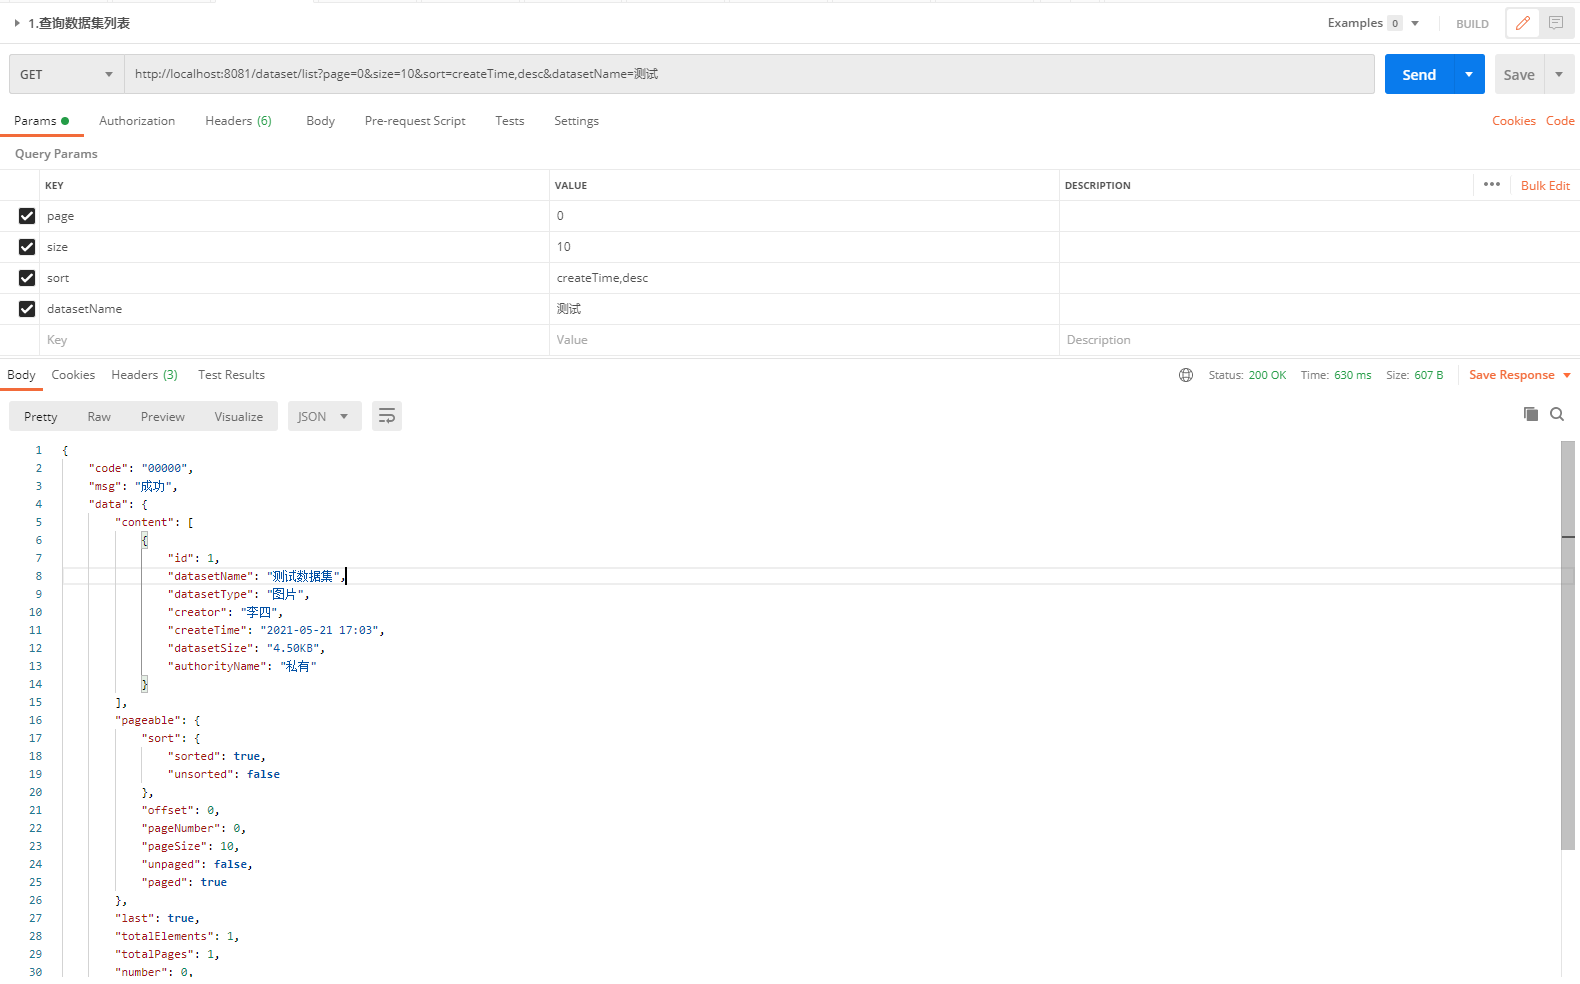 1.查询数据集列表 Examples 0 BUILD
GET http://localhost:8081/dataset/list?page=0&size=10&sort=createTime,desc&datasetName=测试 Send Save
Params Authorization Headers (6) Body Pre-request Script Tests Settings Cookies Code
Query Params
KEY VALUE DESCRIPTION ••• Bulk Edit
page 0
size 10
sort createTime,desc
datasetName 测试
Key Value Description
Body Cookies Headers (3) Test Results Status: 200 OK Time: 630 ms Size: 607 B Save Response
Pretty Raw Preview Visualize JSON
1 {
2 "code": "00000",
3 "msg": "成功",
4 "data": {
5 "content": [
6 {
7 "id": 1,
8 "datasetName": "测试数据集",
9 "datasetType": "图片",
10 "creator": "李四",
11 "createTime": "2021-05-21 17:03",
12 "datasetSize": "4.50KB",
13 "authorityName": "私有"
14 }
15 ],
16 "pageable": {
17 "sort": {
18 "sorted": true,
19 "unsorted": false
20 },
21 "offset": 0,
22 "pageNumber": 0,
23 "pageSize": 10,
24 "unpaged": false,
25 "paged": true
26 },
27 "last": true,
28 "totalElements": 1,
29 "totalPages": 1,
30 "number": 0,